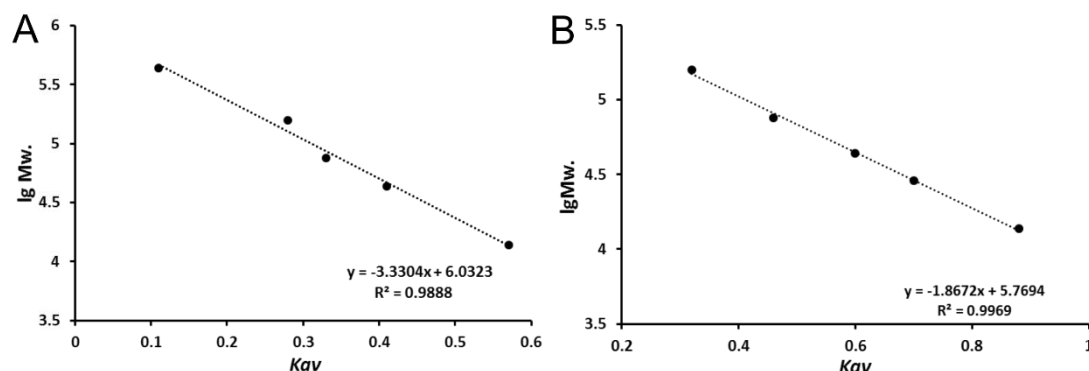 A
6
5.5
5
4.5
4
3.5
lg Mw.
0
0.1
0.2
0.3
0.4
0.5
0.6
Kav
y = -3.3304x + 6.0323
R² = 0.9888
B
5.5
5
4.5
4
3.5
lgMw.
0.2
0.4
0.6
0.8
1
Kav
y = -1.8672x + 5.7694
R² = 0.9969